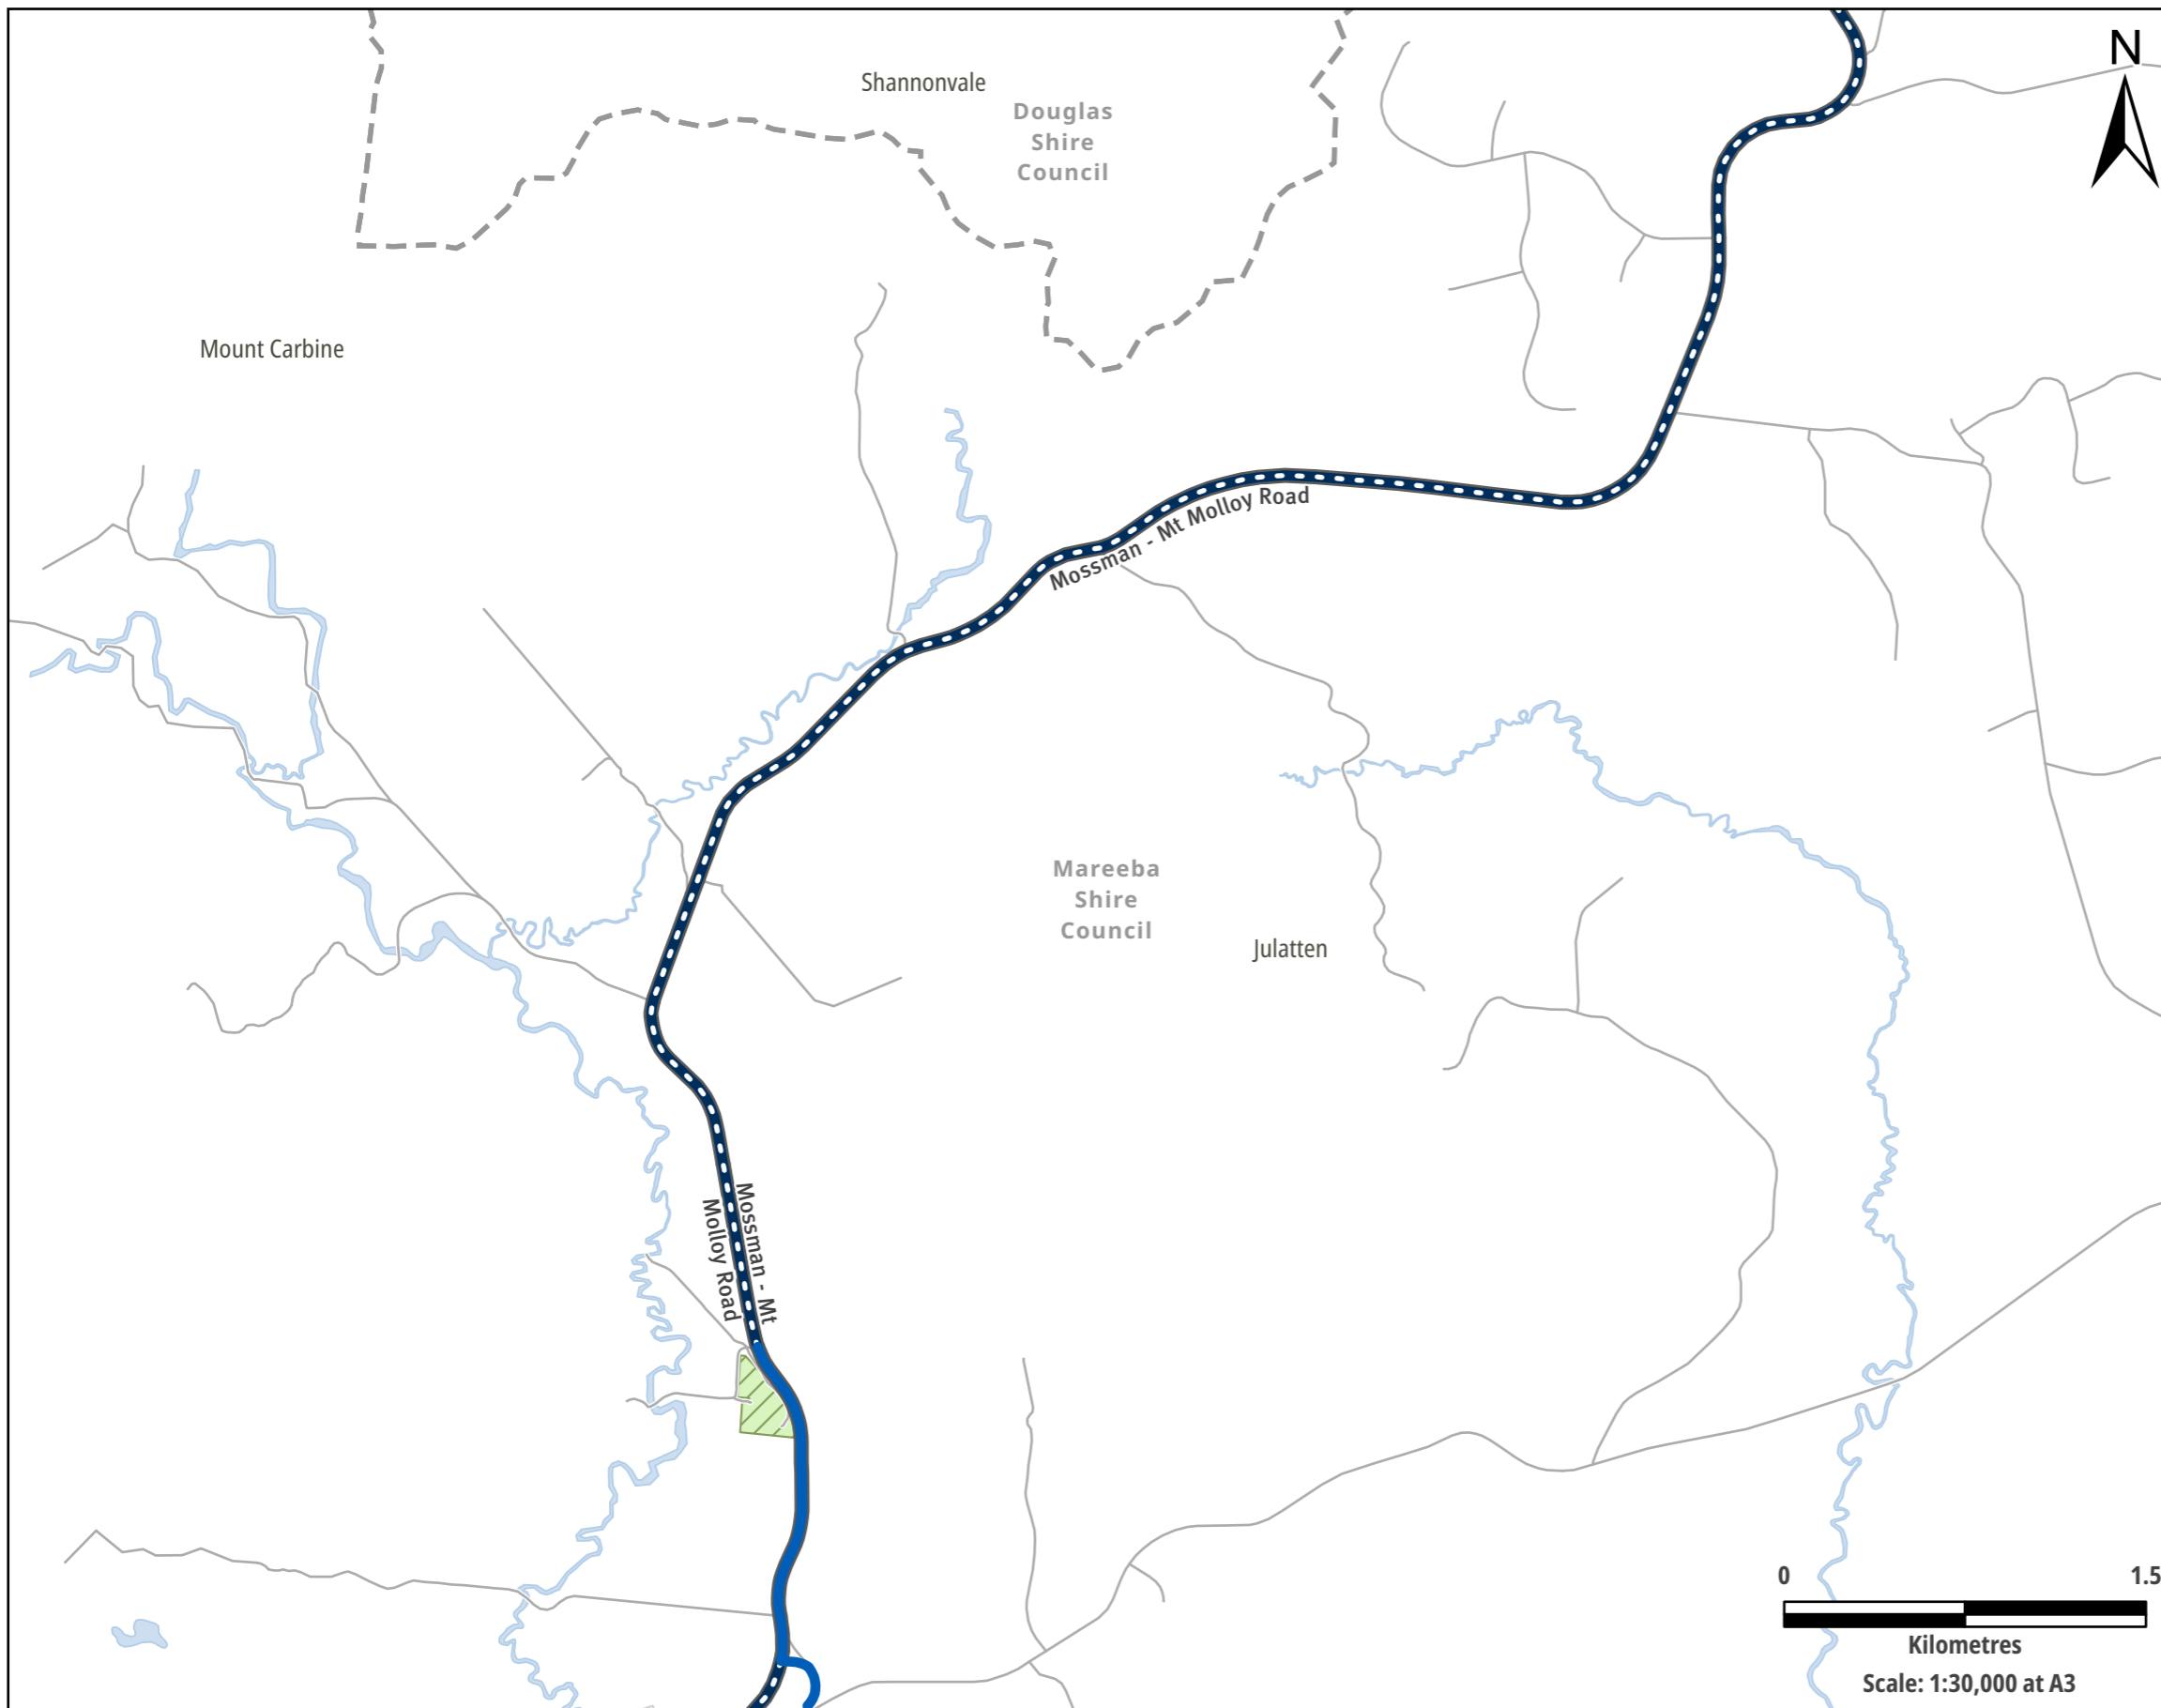 N
Shannonvale
Douglas
Shire
Council
Mount Carbine
Mossman - Mt Molloy Road
Mareeba
Shire
Council
Julatten
Mossman - Mt
Molloy Road
0 1.5
Kilometres
Scale: 1:30,000 at A3